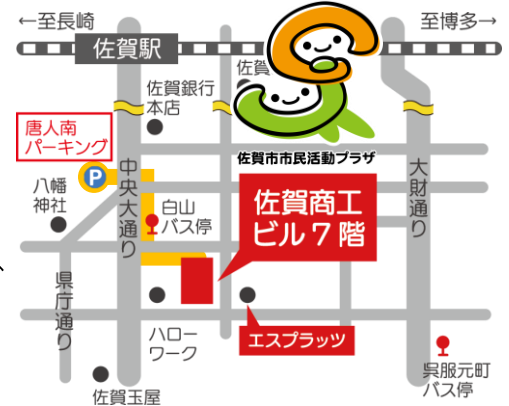 ←至長崎
至博多→
佐賀駅
佐賀
佐賀銀行
本店
唐人南
パーキング
佐賀市市民活動プラザ
P
中央大通り
大財通り
八幡
神社
白山
バス停
佐賀商工
ビル7階
県庁通り
ハロー
ワーク
エスプラッツ
呉服元町
バス停
佐賀玉屋